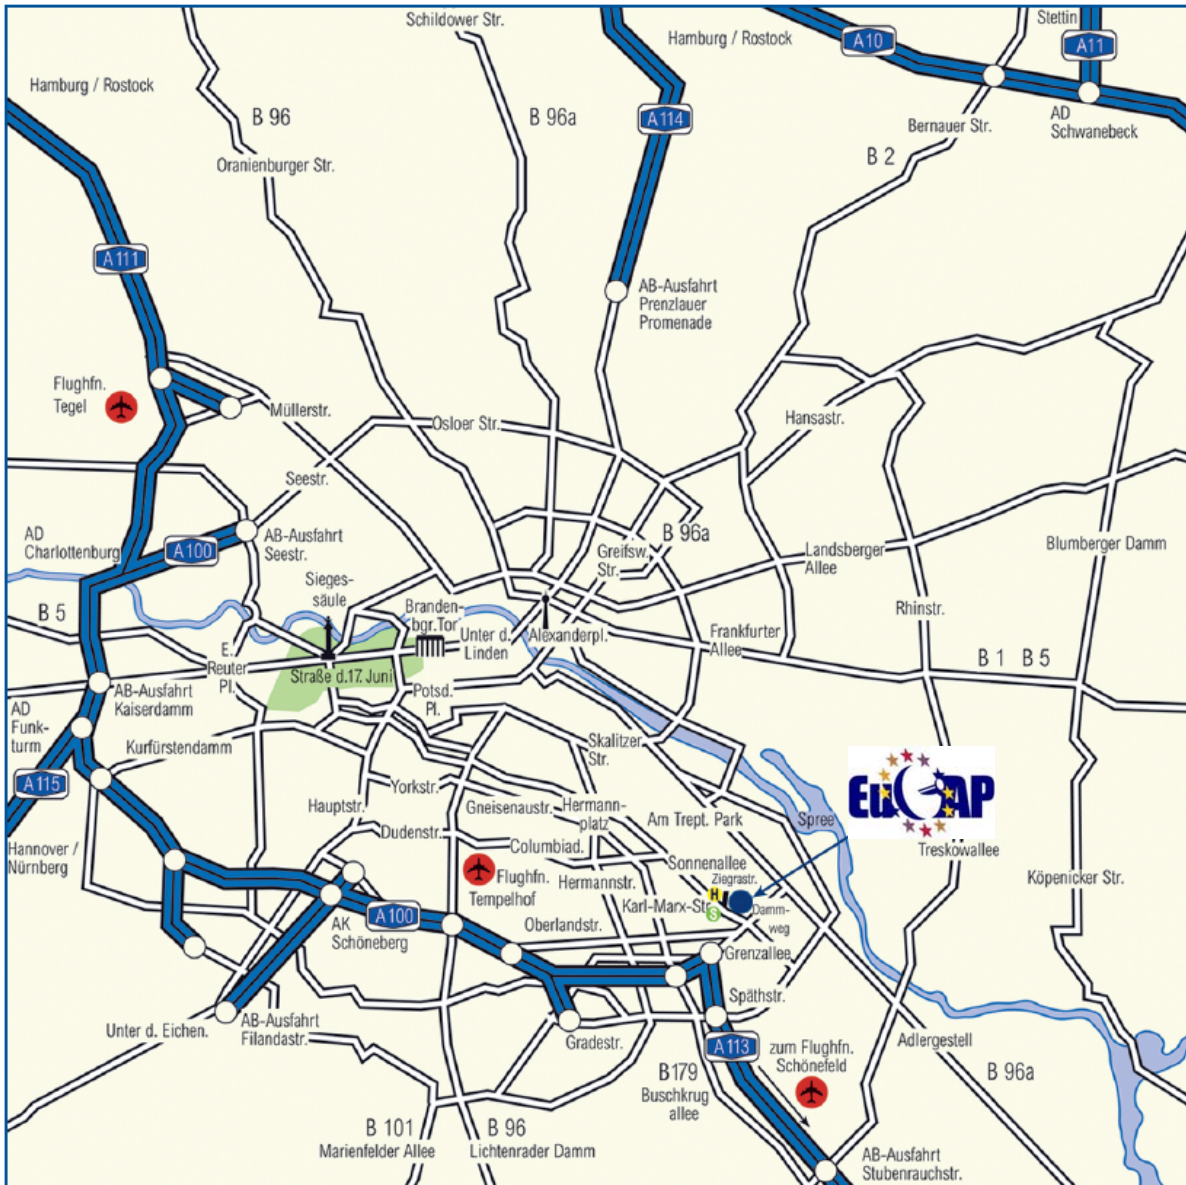 Schildower Str.
Hamburg / Rostock
A10
Stettin
A11
Hamburg / Rostock
B 96
B 96a
A114
AD
Schwanebeck
Bernauer Str.
B 2
Oranienburger Str.
A111
AB-Ausfahrt
Prenzlauer
Promenade
Flughfn.
Tegel
Müllerstr.
Osloer Str.
Hansastr.
Seestr.
AD
Charlottenburg
A100
AB-Ausfahrt
Seestr.
B 96a
Greifsw.
Str.
Landsberger
Allee
Blumberger Damm
Sieges-
säule
B 5
Branden-
bgr.Tor
Unter d.
Linden
Alexanderpl.
Rhinstr.
Frankfurter
Allee
B 1 B 5
E.
Reuter
Pl.
Straße d.17. Juni
AB-Ausfahrt
Kaiserdamm
Potsd.
Pl.
AD
Funk-
turm
Kurfürstendamm
Skalitzer
Str.
A115
Yorkstr.
Hauptstr.
Gneisenaustr.
Hermann-
platz
Am Trept. Park
Spree
EuGAP
Treskowallee
Dudenstr.
Columbiad.
Hannover /
Nürnberg
Flughfn.
Tempelhof
Hermannstr.
Sonnenallee
Ziegrastr.
H
Karl-Marx-Str.
S
Damm-
weg
Köpenicker Str.
A100
AK
Schöneberg
Oberlandstr.
Grenzallee
Späthstr.
Unter d. Eichen.
AB-Ausfahrt
Filandastr.
Gradestr.
A113
zum Flughfn.
Schönefeld
Adlergestell
B 96a
B179
Buschkrug
allee
B 101
Marienfelder Allee
B 96
Lichtenrader Damm
AB-Ausfahrt
Stubenrauchstr.